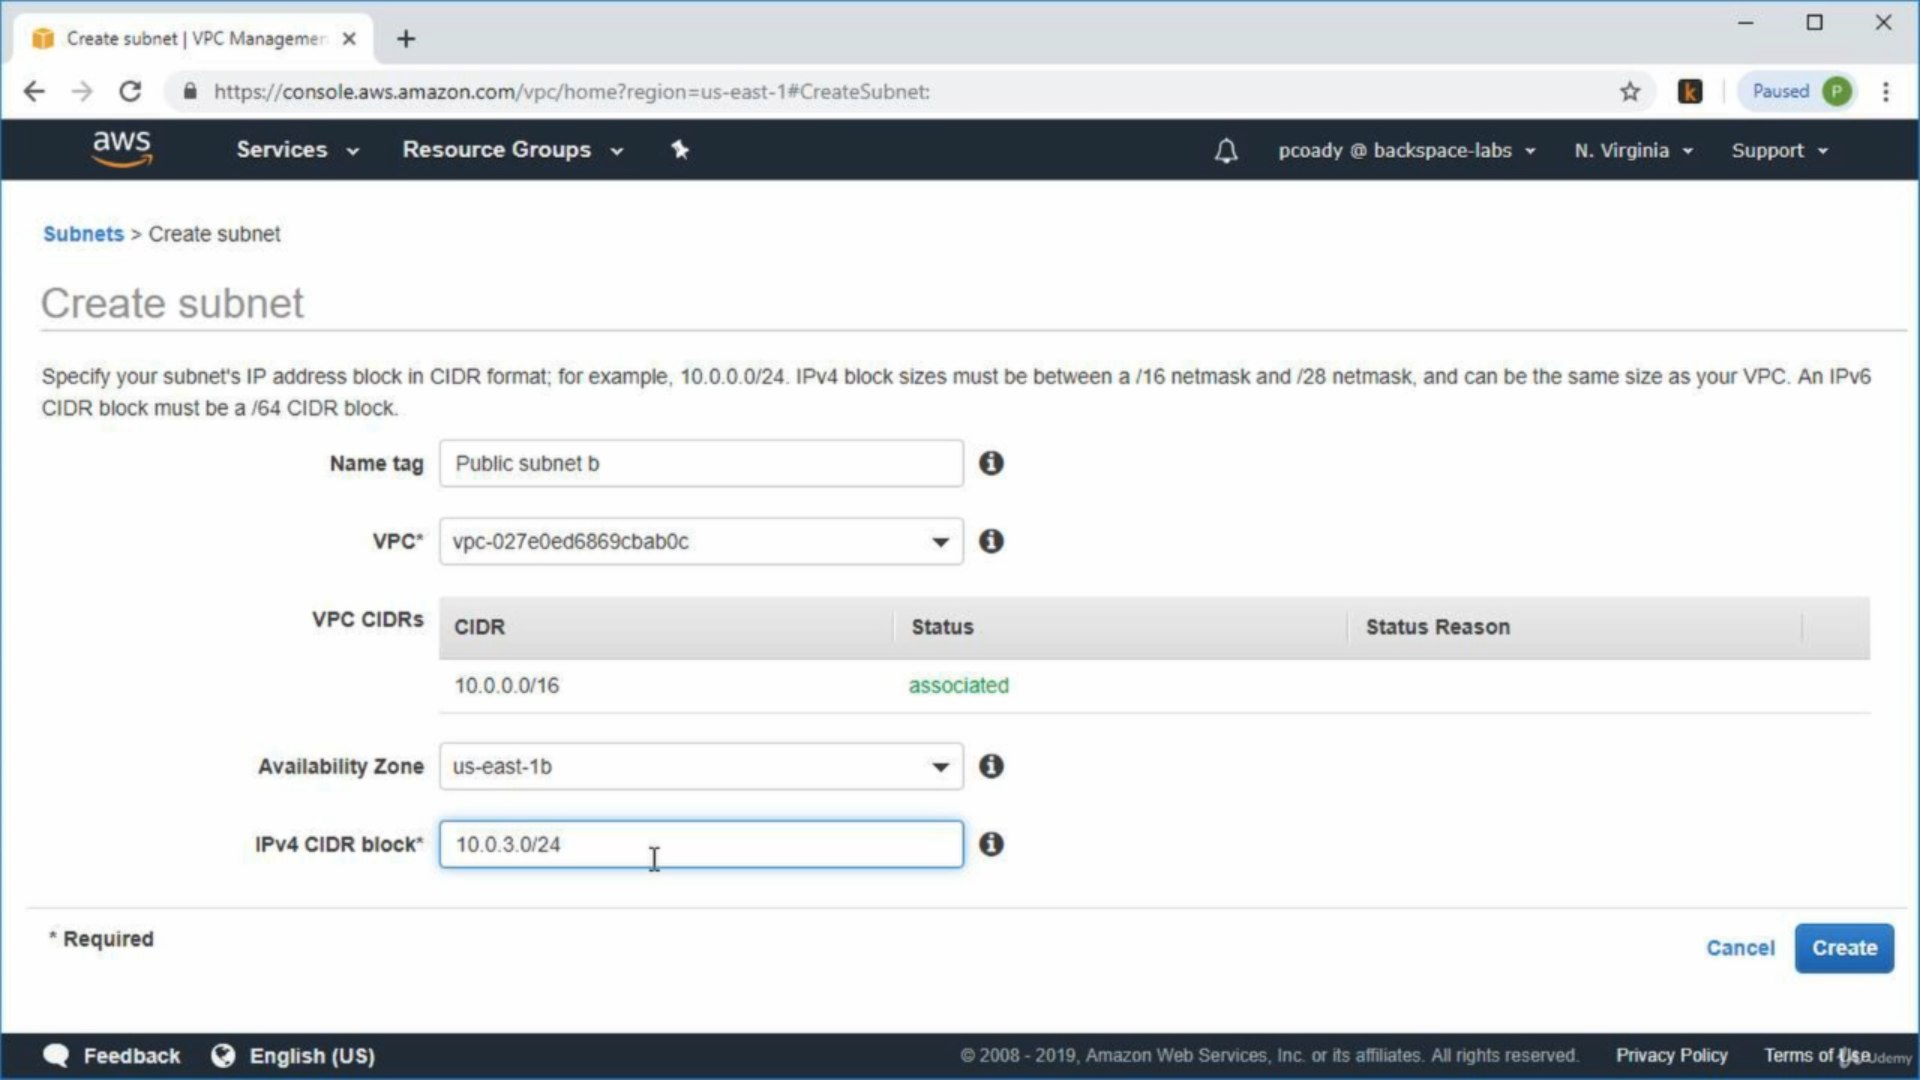 Create subnet | VPC Managemen
https://console.aws.amazon.com/vpc/home?region=us-east-1#CreateSubnet:
k
Paused
P
aws
Services
Resource Groups
pcoady @ backspace-labs
N. Virginia
Support
Subnets > Create subnet
Create subnet
Specify your subnet's IP address block in CIDR format; for example, 10.0.0.0/24. IPv4 block sizes must be between a /16 netmask and /28 netmask, and can be the same size as your VPC. An IPv6
CIDR block must be a /64 CIDR block.
Name tag
Public subnet b
VPC*
vpc-027e0ed6869cbab0c
VPC CIDRs
CIDR
Status
Status Reason
10.0.0.0/16
associated
Availability Zone
us-east-1b
IPv4 CIDR block*
10.0.3.0/24
* Required
Cancel
Create
Feedback
English (US)
© 2008 - 2019, Amazon Web Services, Inc. or its affiliates. All rights reserved.
Privacy Policy
Terms of Use
Udemy